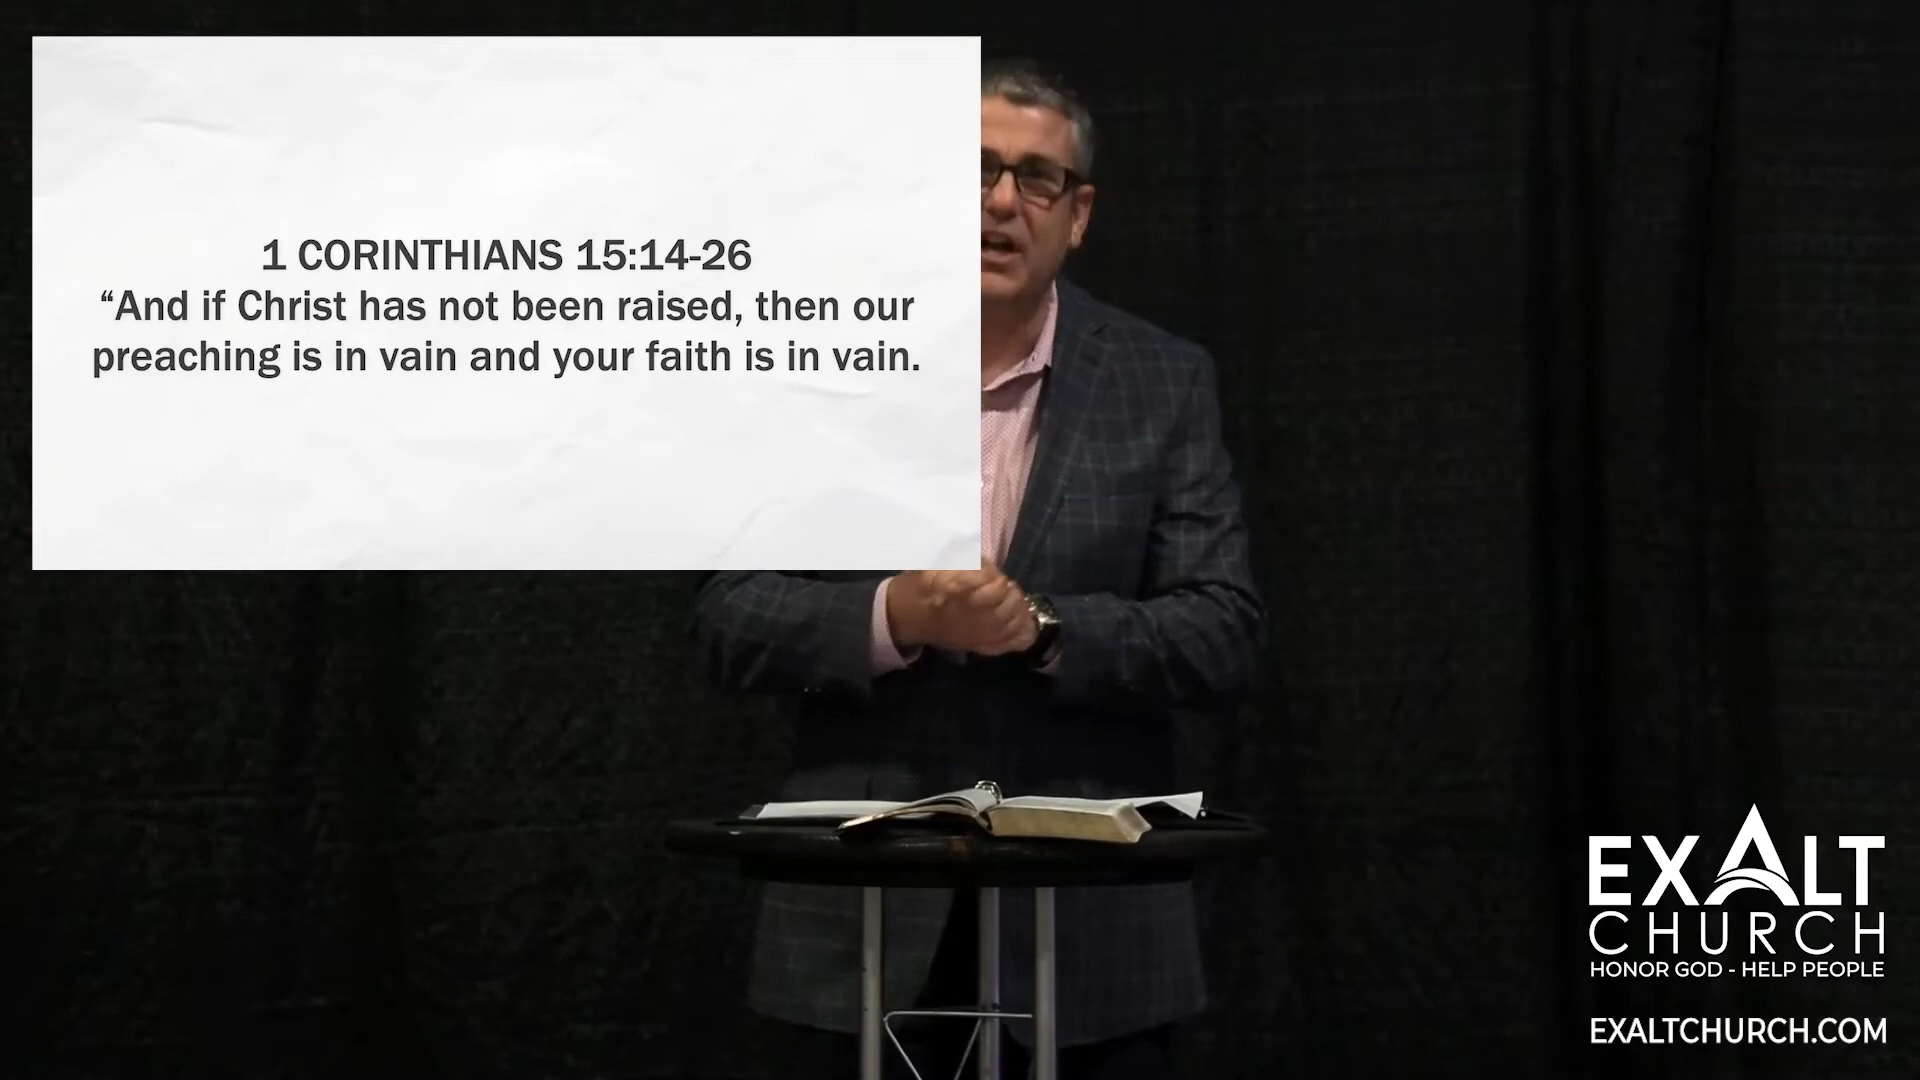 1 CORINTHIANS 15:14-26
“And if Christ has not been raised, then our
preaching is in vain and your faith is in vain.
EXALT
CHURCH
HONOR GOD - HELP PEOPLE
EXALTCHURCH.COM